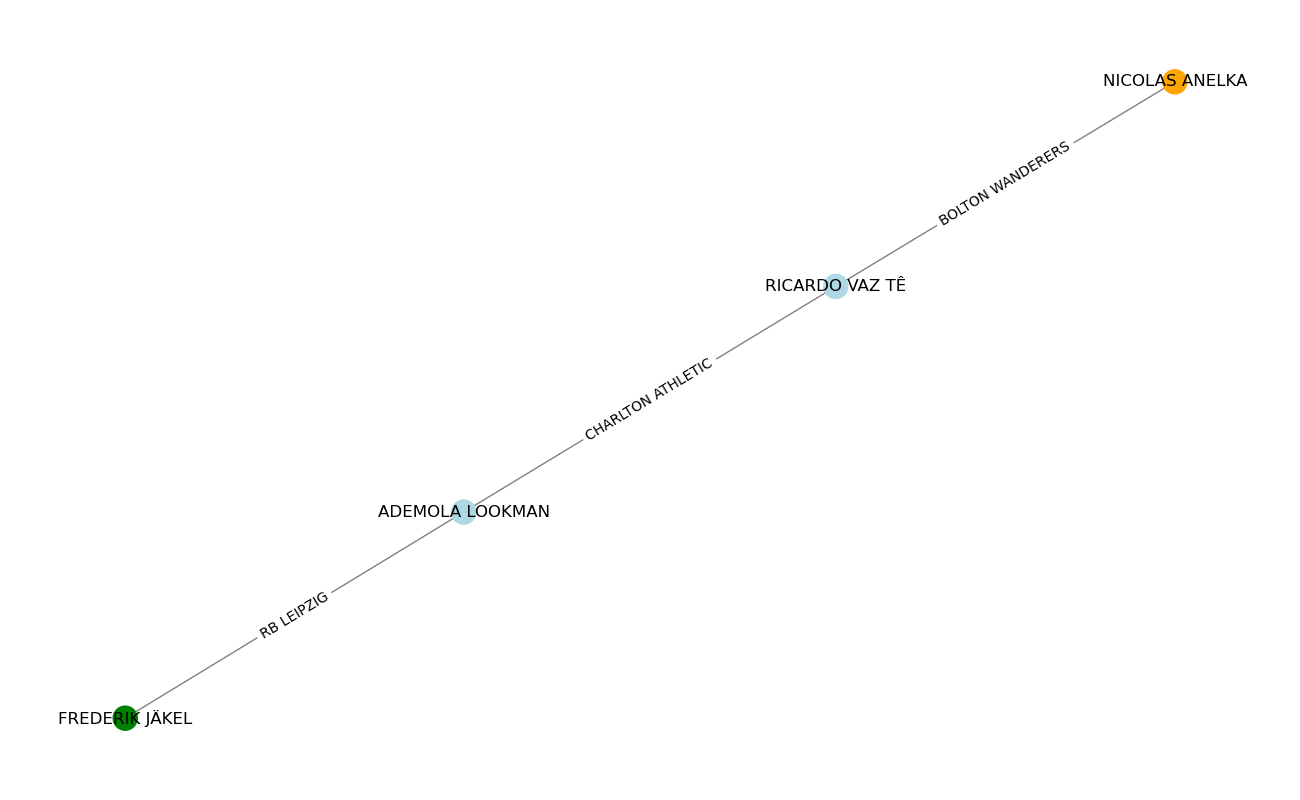 NICOLAS ANELKA
BOLTON WANDERERS
RICARDO VAZ TÊ
CHARLTON ATHLETIC
ADEMOLA LOOKMAN
RB LEIPZIG
FREDERIK JÄKEL